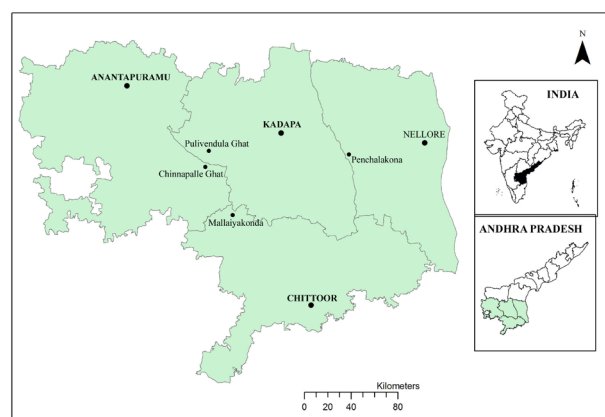 N
ANANTAPURAMU
INDIA
KADAPA
NELLORE
Pulivendula Ghat
Penchalakona
Chinnapalle Ghat
Mallaiyakonda
ANDHRA PRADESH
CHITTOOR
Kilometers
0 10 20 40 60 80